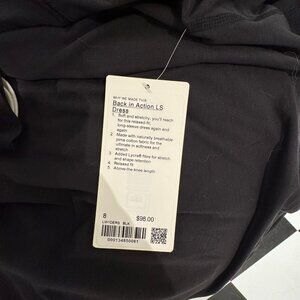 WHY WE MADE THIS
Back in Action LS
Dress
1. Soft and stretchy, you'll reach
for this relaxed fit,
long-sleeve dress again and
again
2. Made with naturally breathable
pima cotton fabric for the
ultimate in softness and
stretch
3. Added Lycra® fibre for stretch
and shape retention
4. Relaxed fit
5. Above-the-knee length
8 $98.00
LW1DERS BLK